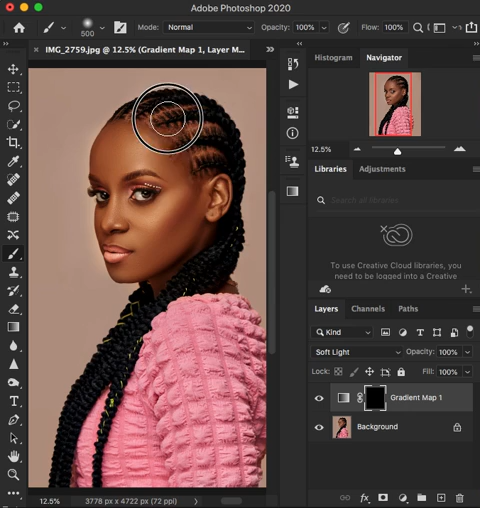 Adobe Photoshop 2020
500
Mode: Normal Opacity: 100% Flow: 100%
× IMG_2759.jpg @ 12.5% (Gradient Map 1, Layer M... »
Histogram Navigator
12.5%
Libraries Adjustments
Search all libraries
To use Creative Cloud libraries, you
need to be logged into a Creative
Layers Channels Paths
Kind
Soft Light Opacity: 100%
Lock: Fill: 100%
Gradient Map 1
Background
12.5% 3778 px x 4722 px (72 ppi)
fx